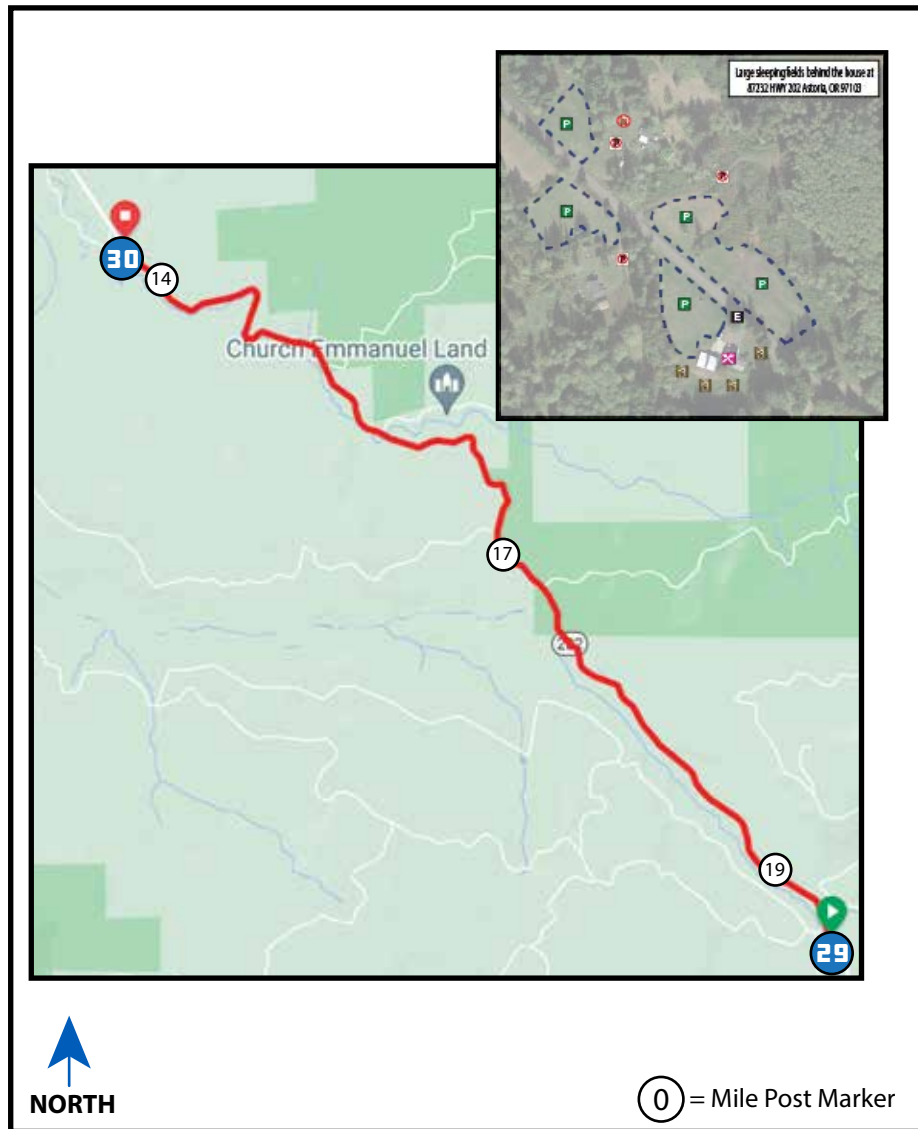 Large sleeping fields behind the house at
87232 HWY 202 Astoria, OR 97103
P
P
P
P
P
E
30
14
Church Emmanuel Land
17
202
19
29
NORTH
0 = Mile Post Marker